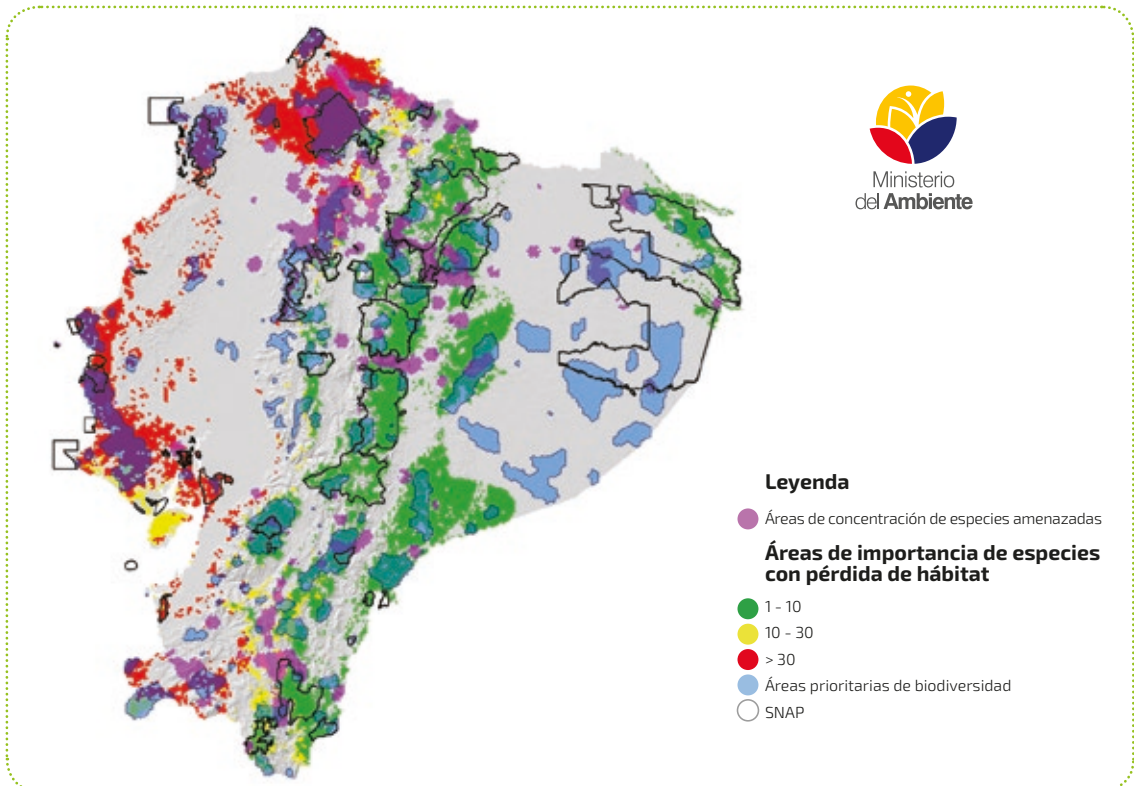 Ministerio
del Ambiente
Leyenda
Áreas de concentración de especies amenazadas
Áreas de importancia de especies
con pérdida de hábitat
1 - 10
10 - 30
> 30
Áreas prioritarias de biodiversidad
SNAP